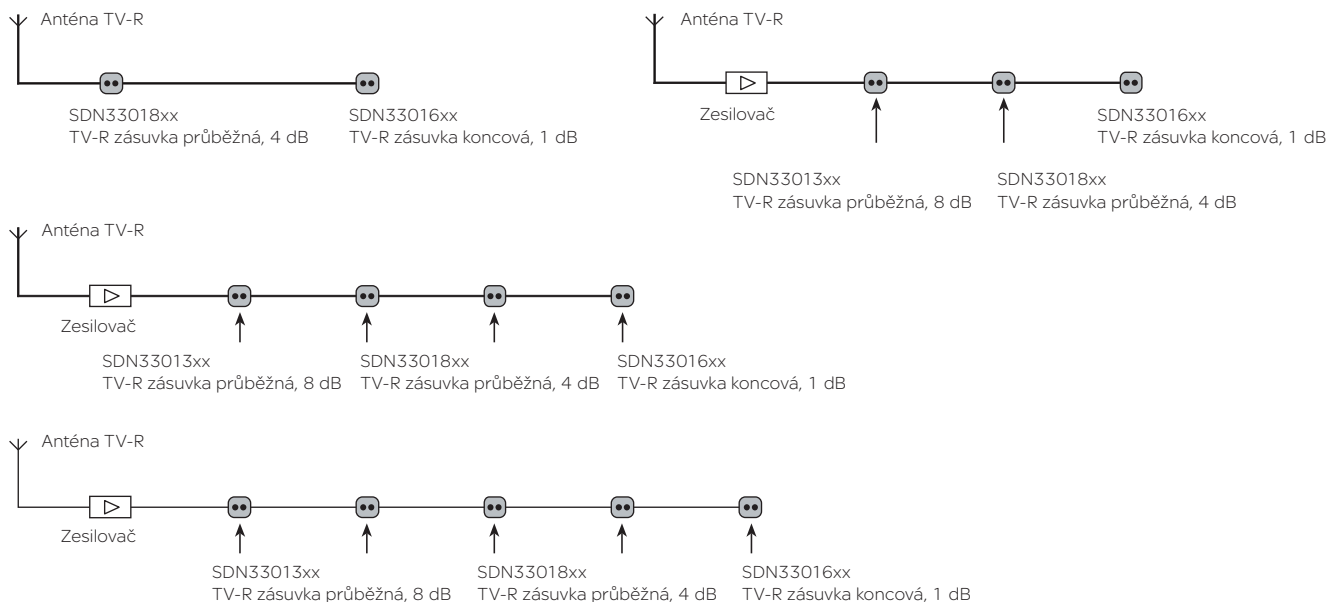 Anténa TV-R
SDN33018xx
TV-R zásuvka průběžná, 4 dB
SDN33016xx
TV-R zásuvka koncová, 1 dB
Anténa TV-R
Zesilovač
SDN33016xx
TV-R zásuvka koncová, 1 dB
SDN33013xx
TV-R zásuvka průběžná, 8 dB
SDN33018xx
TV-R zásuvka průběžná, 4 dB
Anténa TV-R
Zesilovač
SDN33013xx
TV-R zásuvka průběžná, 8 dB
SDN33018xx
TV-R zásuvka průběžná, 4 dB
SDN33016xx
TV-R zásuvka koncová, 1 dB
Anténa TV-R
Zesilovač
SDN33013xx
TV-R zásuvka průběžná, 8 dB
SDN33018xx
TV-R zásuvka průběžná, 4 dB
SDN33016xx
TV-R zásuvka koncová, 1 dB